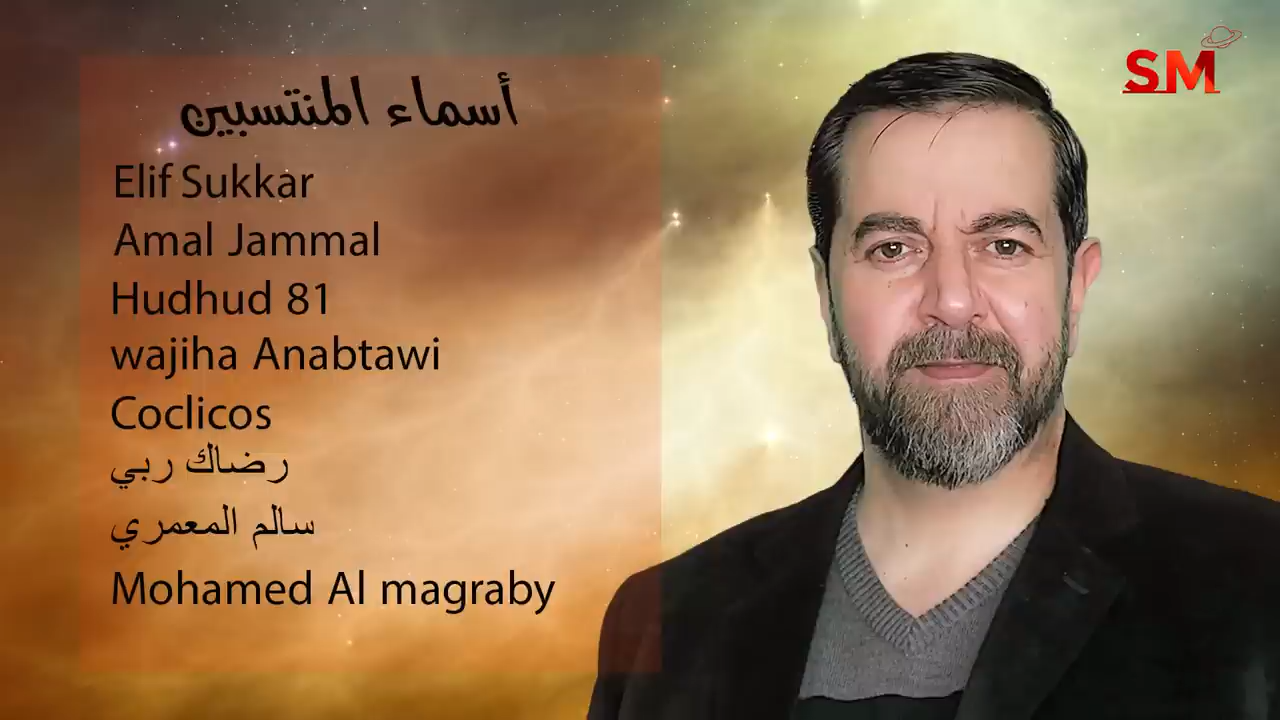 SM
أسماء المنتسبين
Elif Sukkar
Amal Jammal
Hudhud 81
wajiha Anabtawi
Coclicos
رضاك ربي
سالم المعمري
Mohamed Al magraby